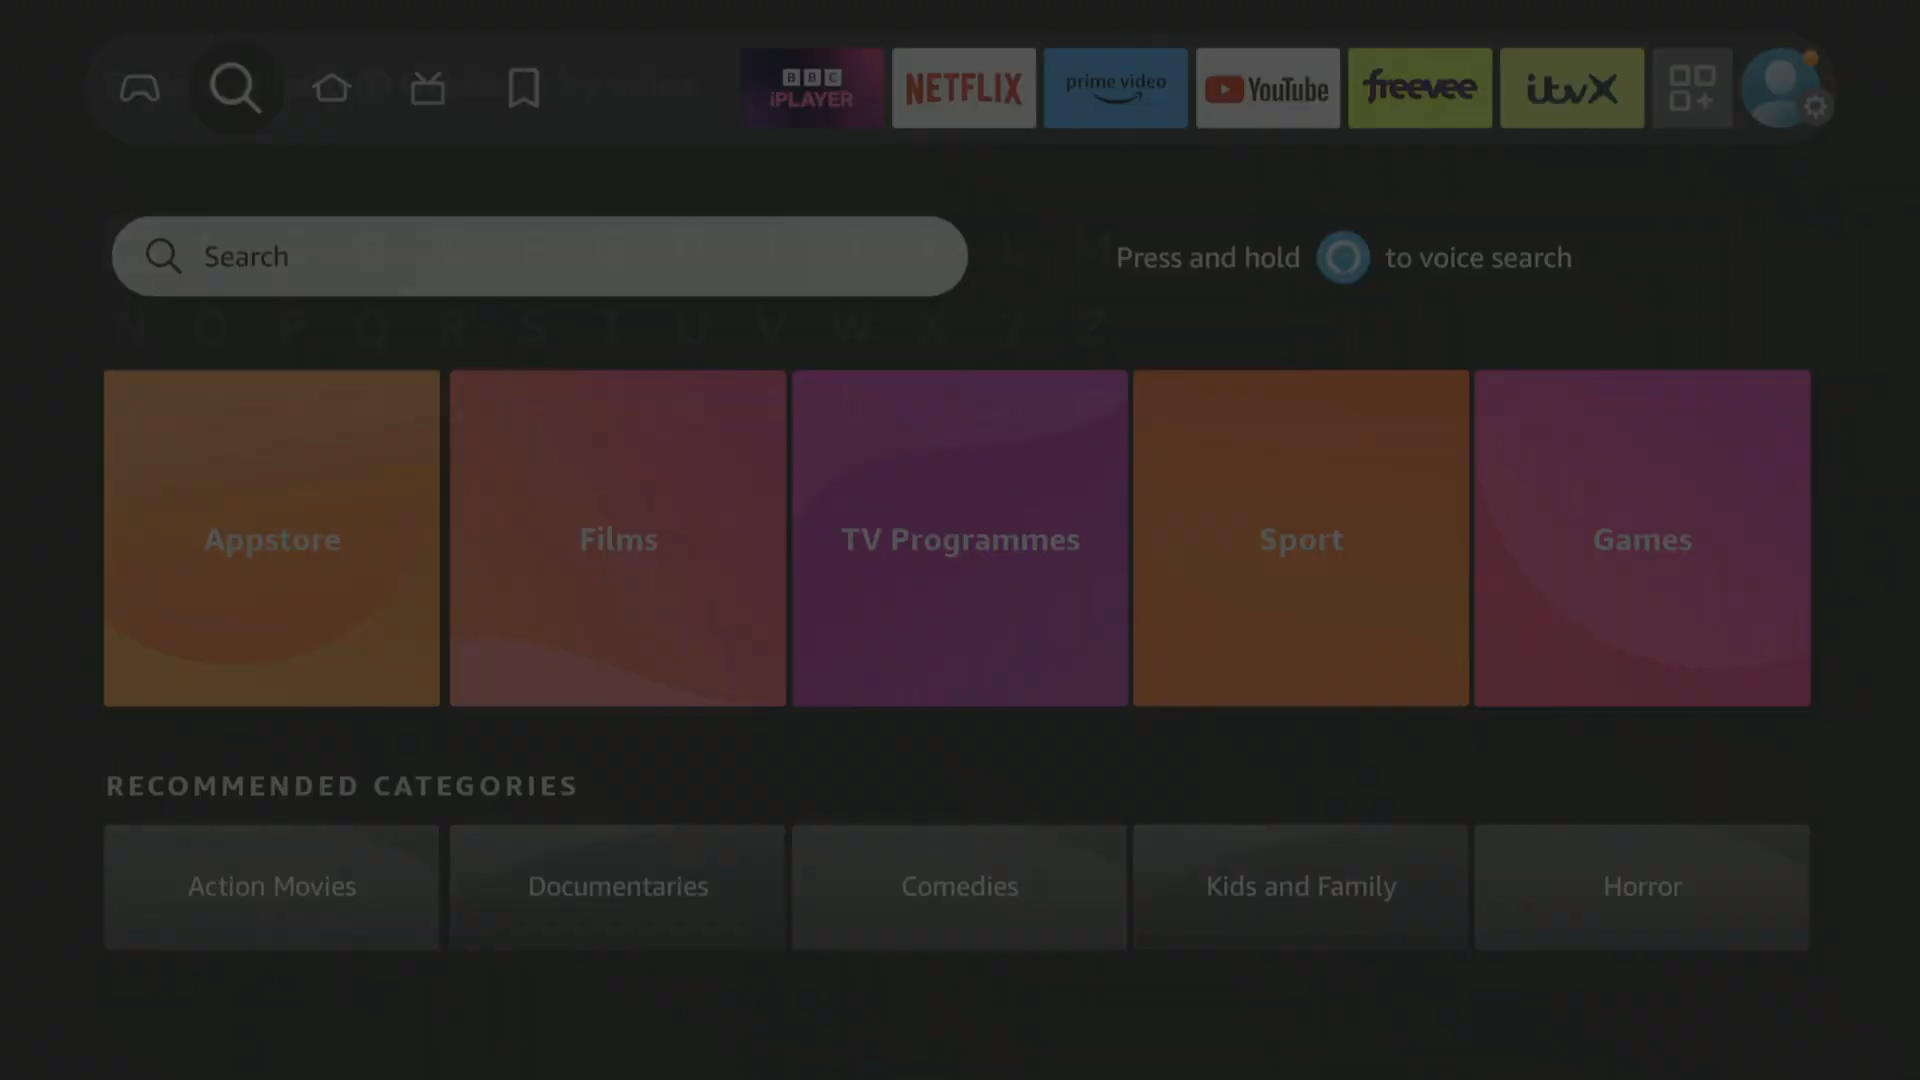 BBC iPLAYER NETFLIX prime video YouTube freevee itvX
Search
Press and hold to voice search
N O P Q R S T U V W X Y Z
Appstore Films TV Programmes Sport Games
RECOMMENDED CATEGORIES
Action Movies Documentaries Comedies Kids and Family Horror